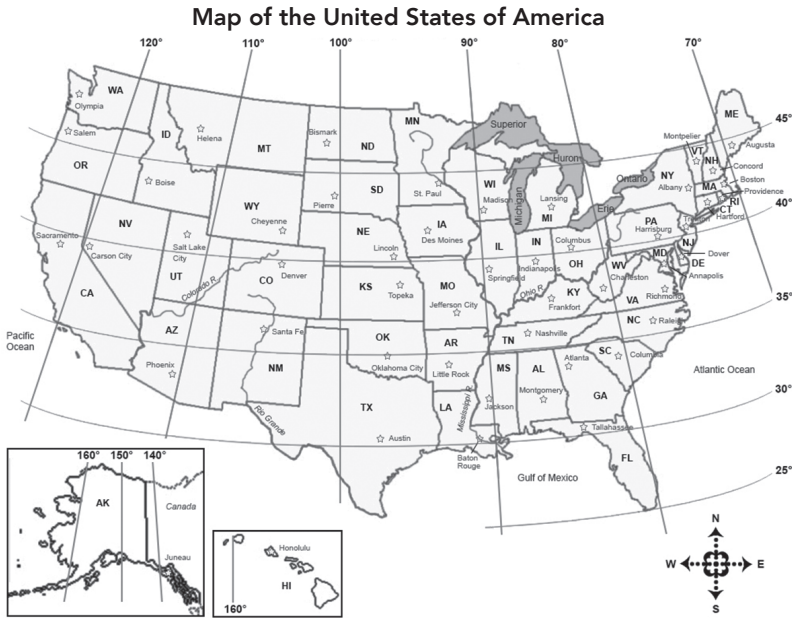 Map of the United States of America
120°
110°
100°
90°
80°
70°
45°
40°
35°
30°
25°
WA
Olympia
Salem
OR
ID
Boise
Helena
MT
Bismark
ND
MN
St. Paul
Superior
Huron
Michigan
Ontario
Erie
WI
Madison
Lansing
MI
ME
Augusta
Montpelier
VT
NH
Concord
Boston
Providence
MA
RI
CT
Hartford
NY
Albany
Trenton
PA
Harrisburg
NJ
Dover
MD
DE
Annapolis
SD
Pierre
WY
Cheyenne
NV
Sacramento
Carson City
Salt Lake
City
UT
CA
Colorado R.
CO
Denver
NE
Lincoln
IA
Des Moines
IL
Springfield
IN
Indianapolis
Columbus
OH
WV
Charleston
VA
Richmond
KS
Topeka
MO
Jefferson City
Ohio R.
KY
Frankfort
Pacific
Ocean
AZ
Phoenix
Santa Fe
NM
OK
Oklahoma City
AR
Little Rock
TN
Nashville
NC
Raleigh
SC
Columbia
Atlantic Ocean
Rio Grande
TX
Austin
LA
Baton
Rouge
Mississippi R.
MS
Jackson
AL
Montgomery
Atlanta
GA
Tallahassee
FL
Gulf of Mexico
160°
150°
140°
AK
Canada
Juneau
Honolulu
HI
160°
N
W
E
S